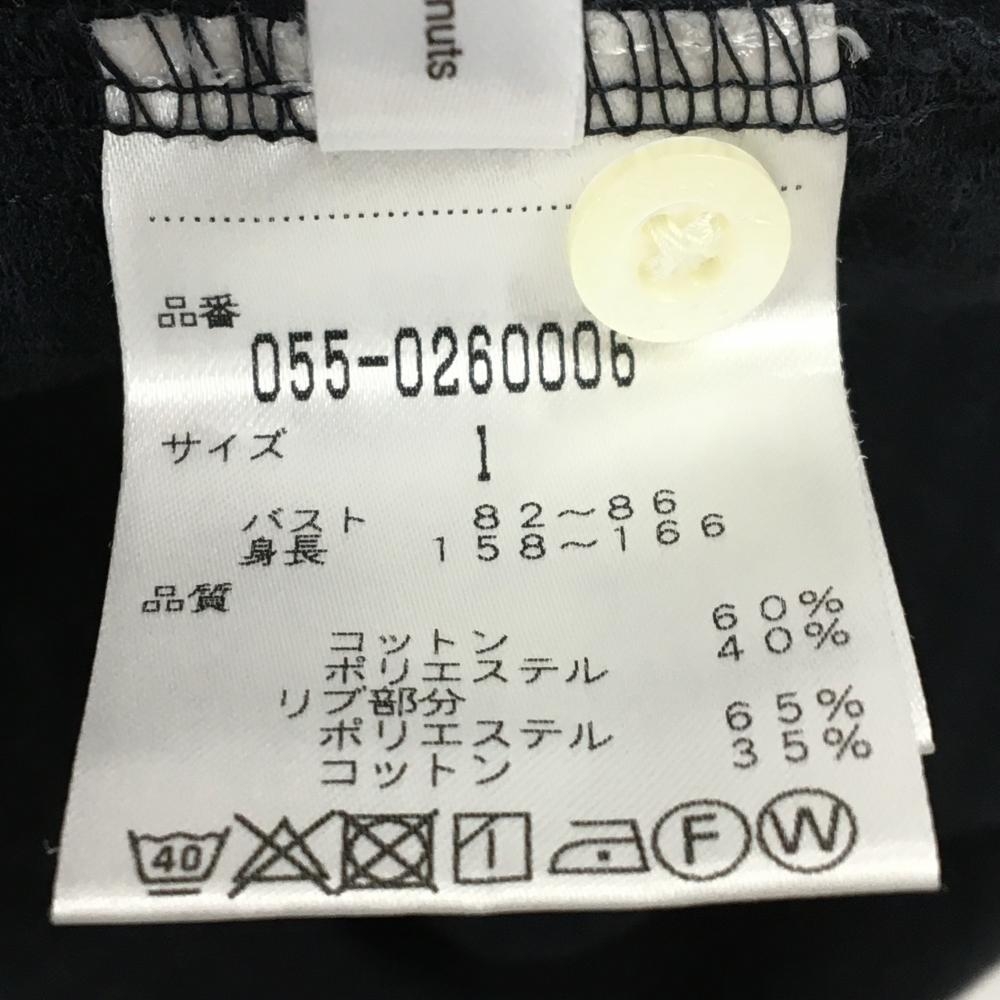 nuts
品番
055-0260006
サイズ 1
バスト 82～86
身長 158～166
品質
コットン 60%
ポリエステル 40%
リブ部分
ポリエステル 65%
コットン 35%
40 F W